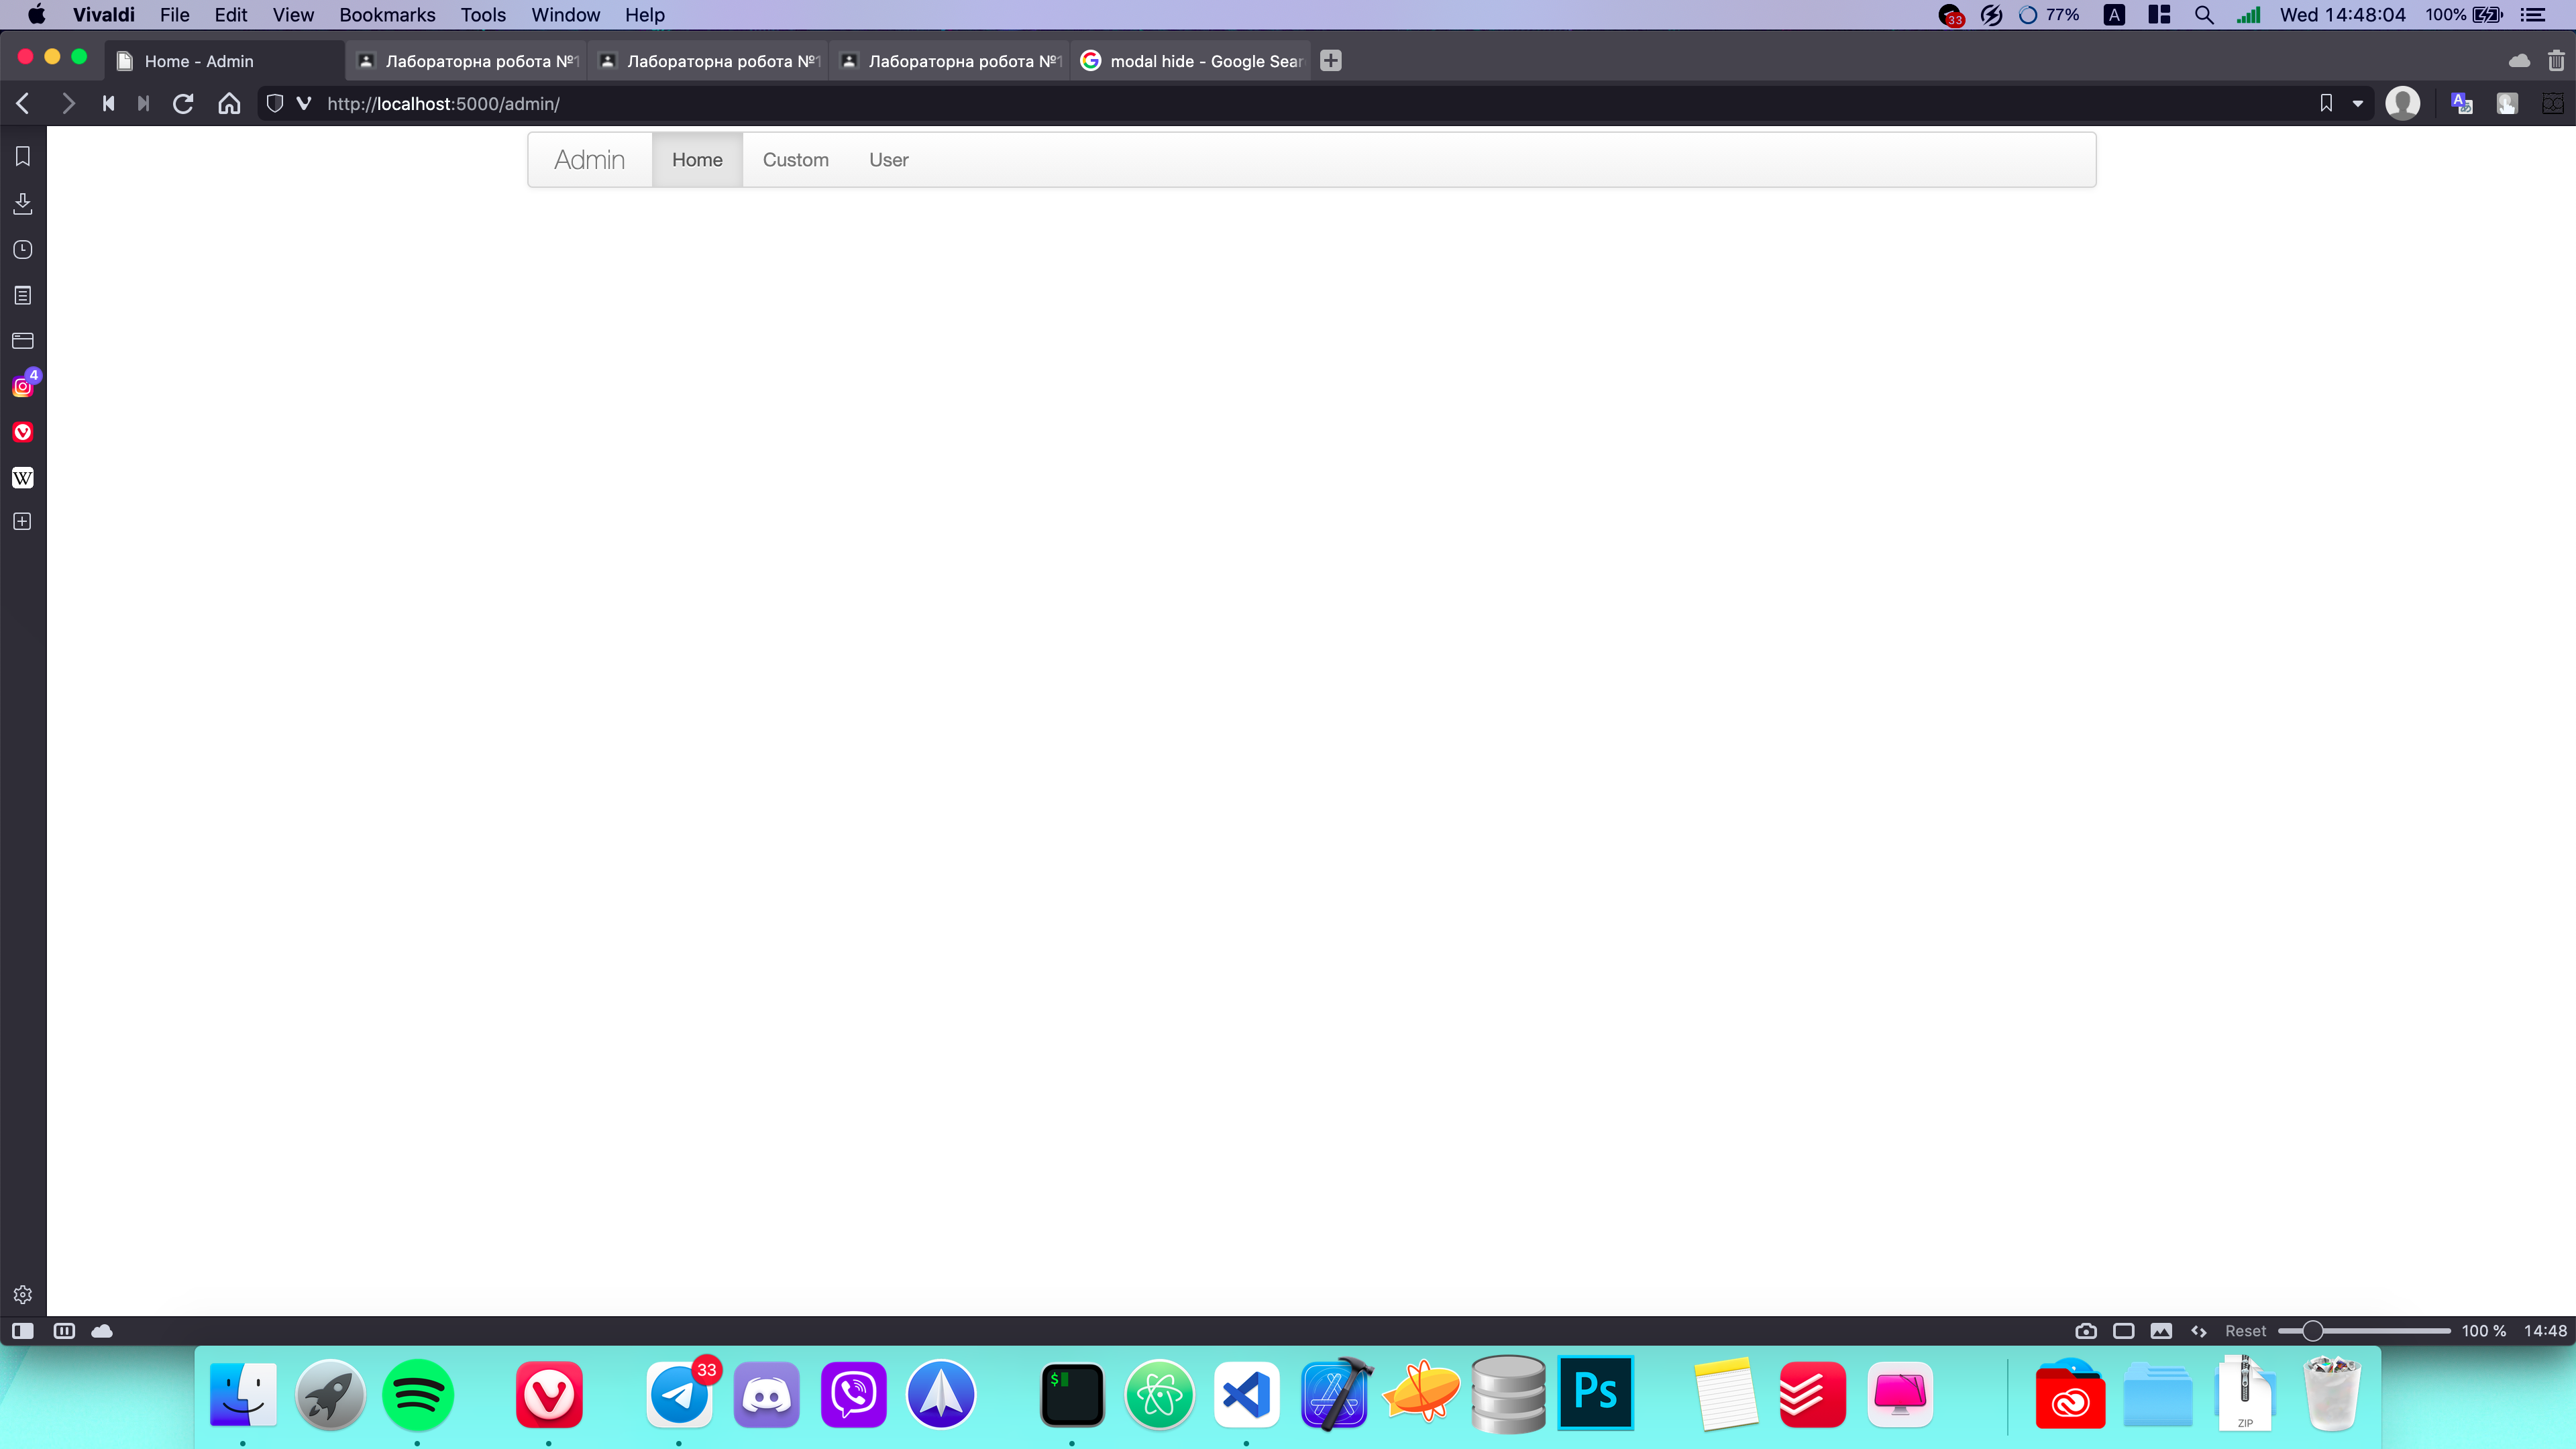 Vivaldi File Edit View Bookmarks Tools Window Help 33 77% A Wed 14:48:04 100%
Home - Admin Лабораторна робота №1 Лабораторна робота №1 Лабораторна робота №1 modal hide - Google Sear
http://localhost:5000/admin/
Admin Home Custom User
4
W
Reset 100 % 14:48
33
$
Ps
ZIP